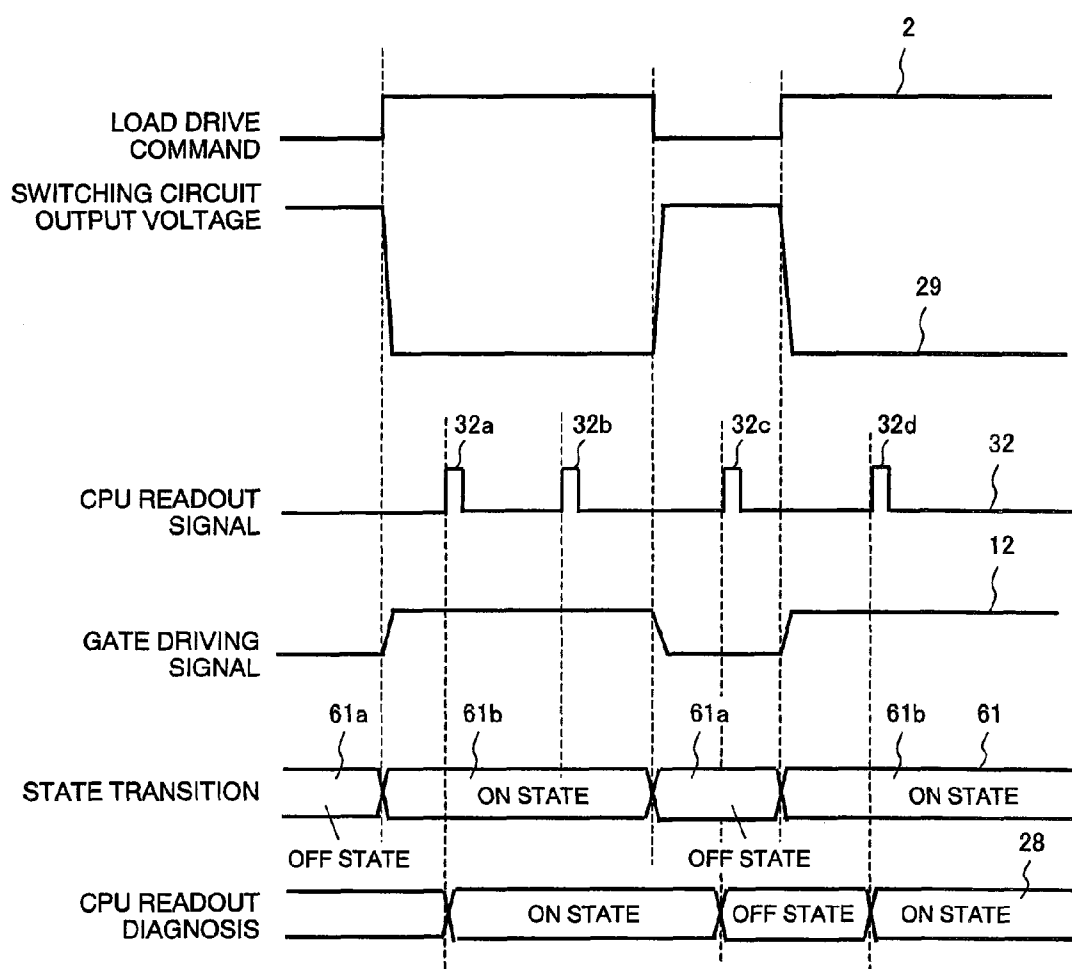 2
LOAD DRIVE
COMMAND
SWITCHING CIRCUIT
OUTPUT VOLTAGE
29
32a 32b 32c 32d 32
CPU READOUT
SIGNAL
12
GATE DRIVING
SIGNAL
61a 61b 61a 61b 61
STATE TRANSITION ON STATE ON STATE
OFF STATE OFF STATE
28
CPU READOUT
DIAGNOSIS
ON STATE OFF STATE ON STATE